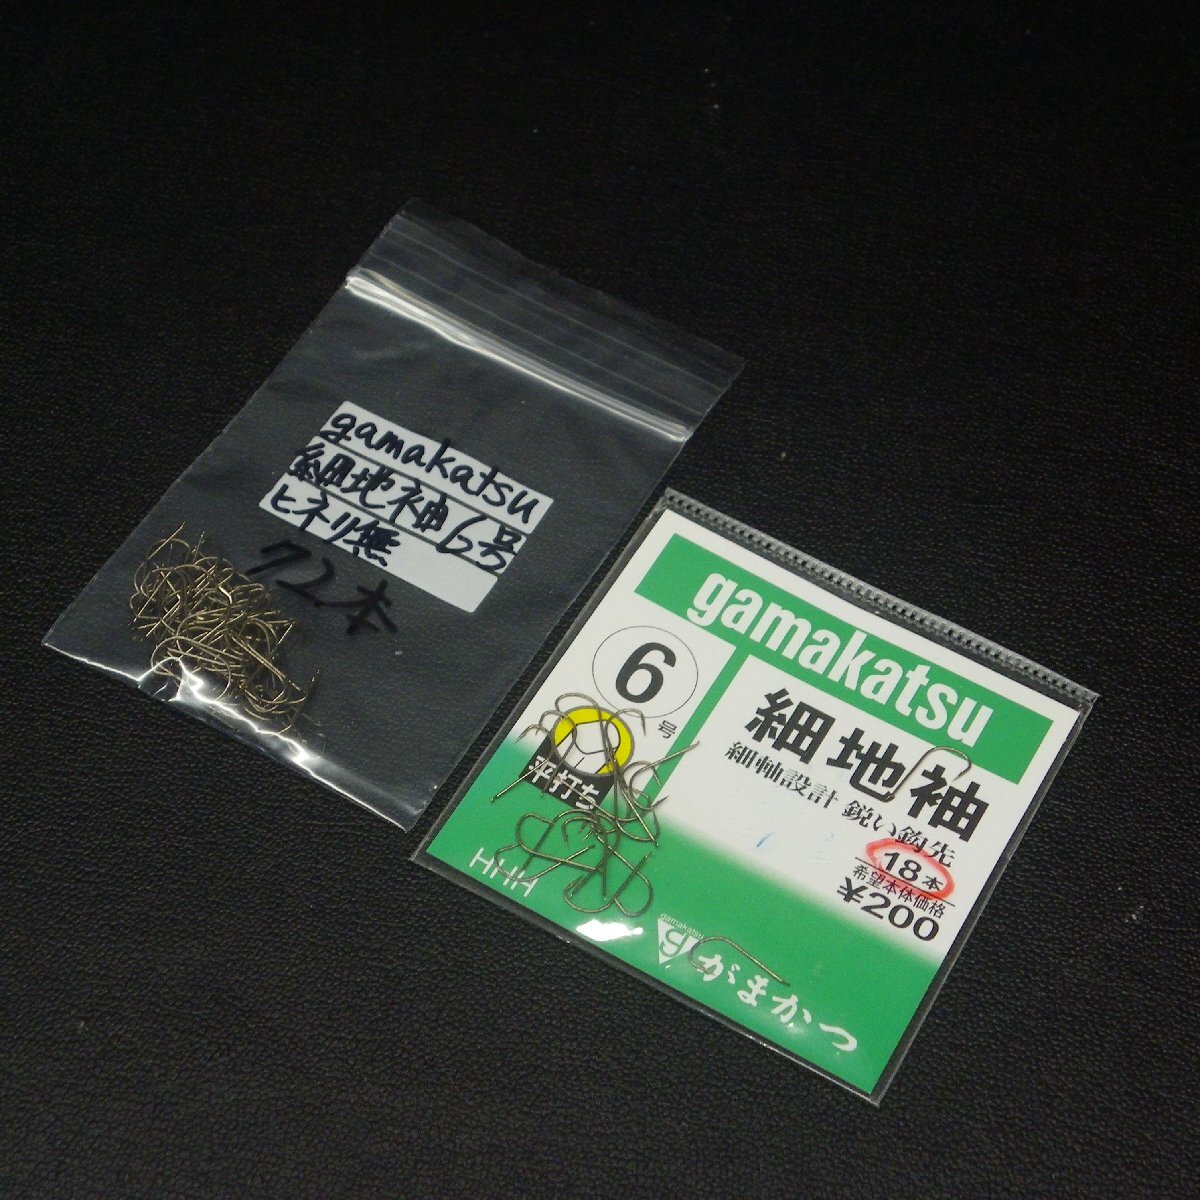 gamakatsu
細地袖6号
ヒネリ無
72本
gamakatsu
6
号
平打ち
細地袖
細軸設計 鋭い鈎先
18本
希望本体価格
¥200
HHH
gamakatsu
がまかつ